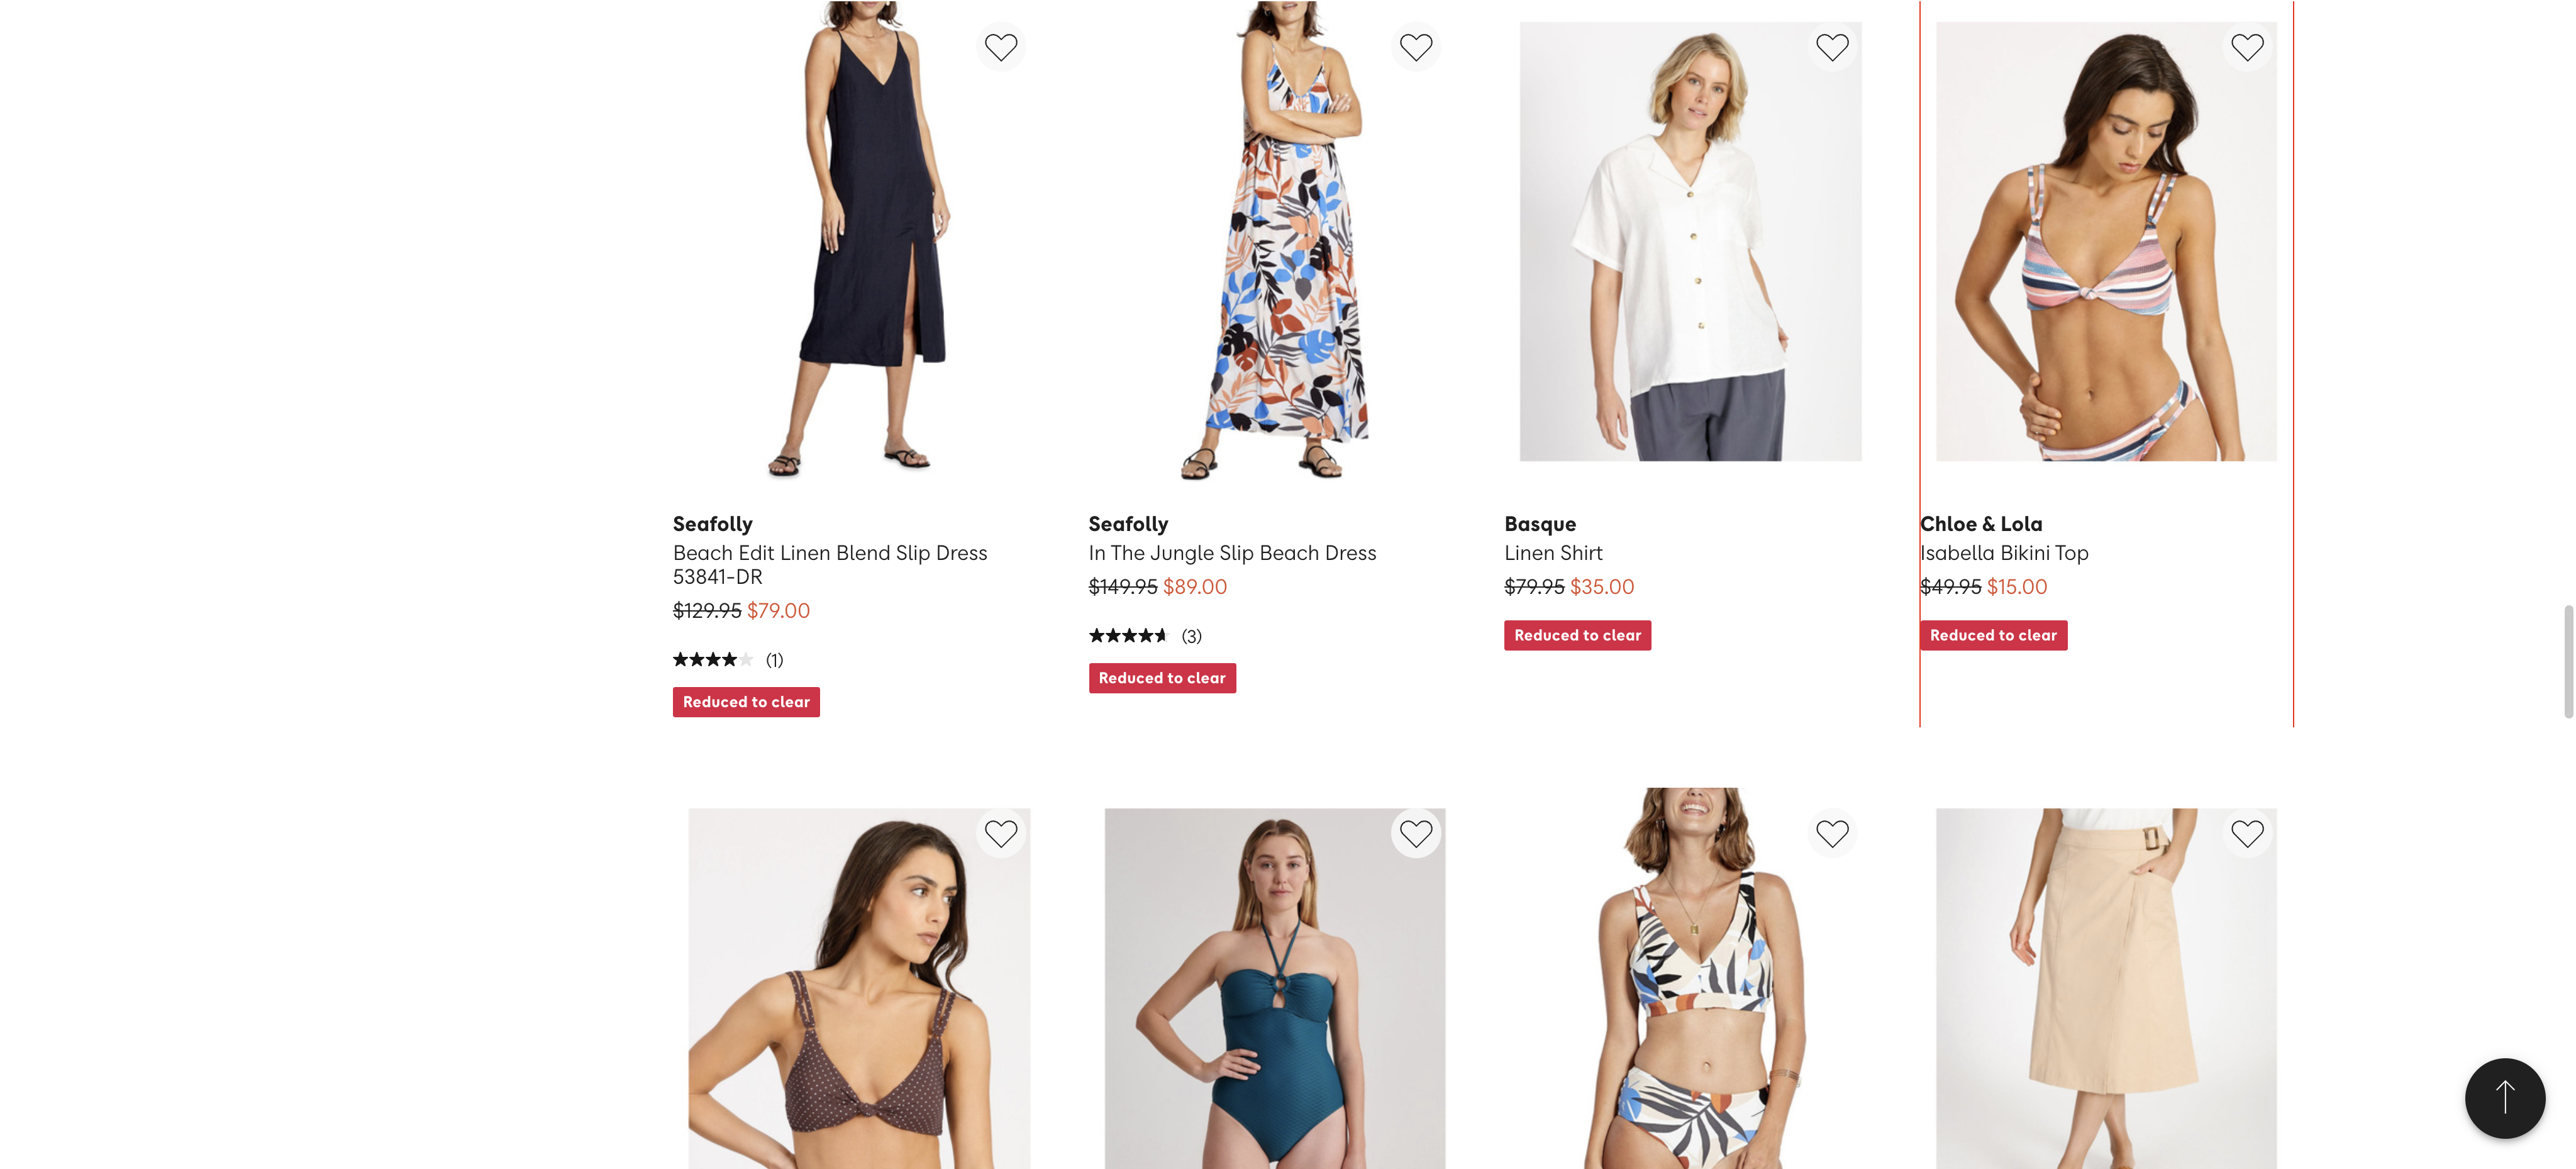 Seafolly
Beach Edit Linen Blend Slip Dress
53841-DR
$129.95 $79.00
(1)
Reduced to clear
Seafolly
In The Jungle Slip Beach Dress
$149.95 $89.00
(3)
Reduced to clear
Basque
Linen Shirt
$79.95 $35.00
Reduced to clear
Chloe & Lola
Isabella Bikini Top
$49.95 $15.00
Reduced to clear